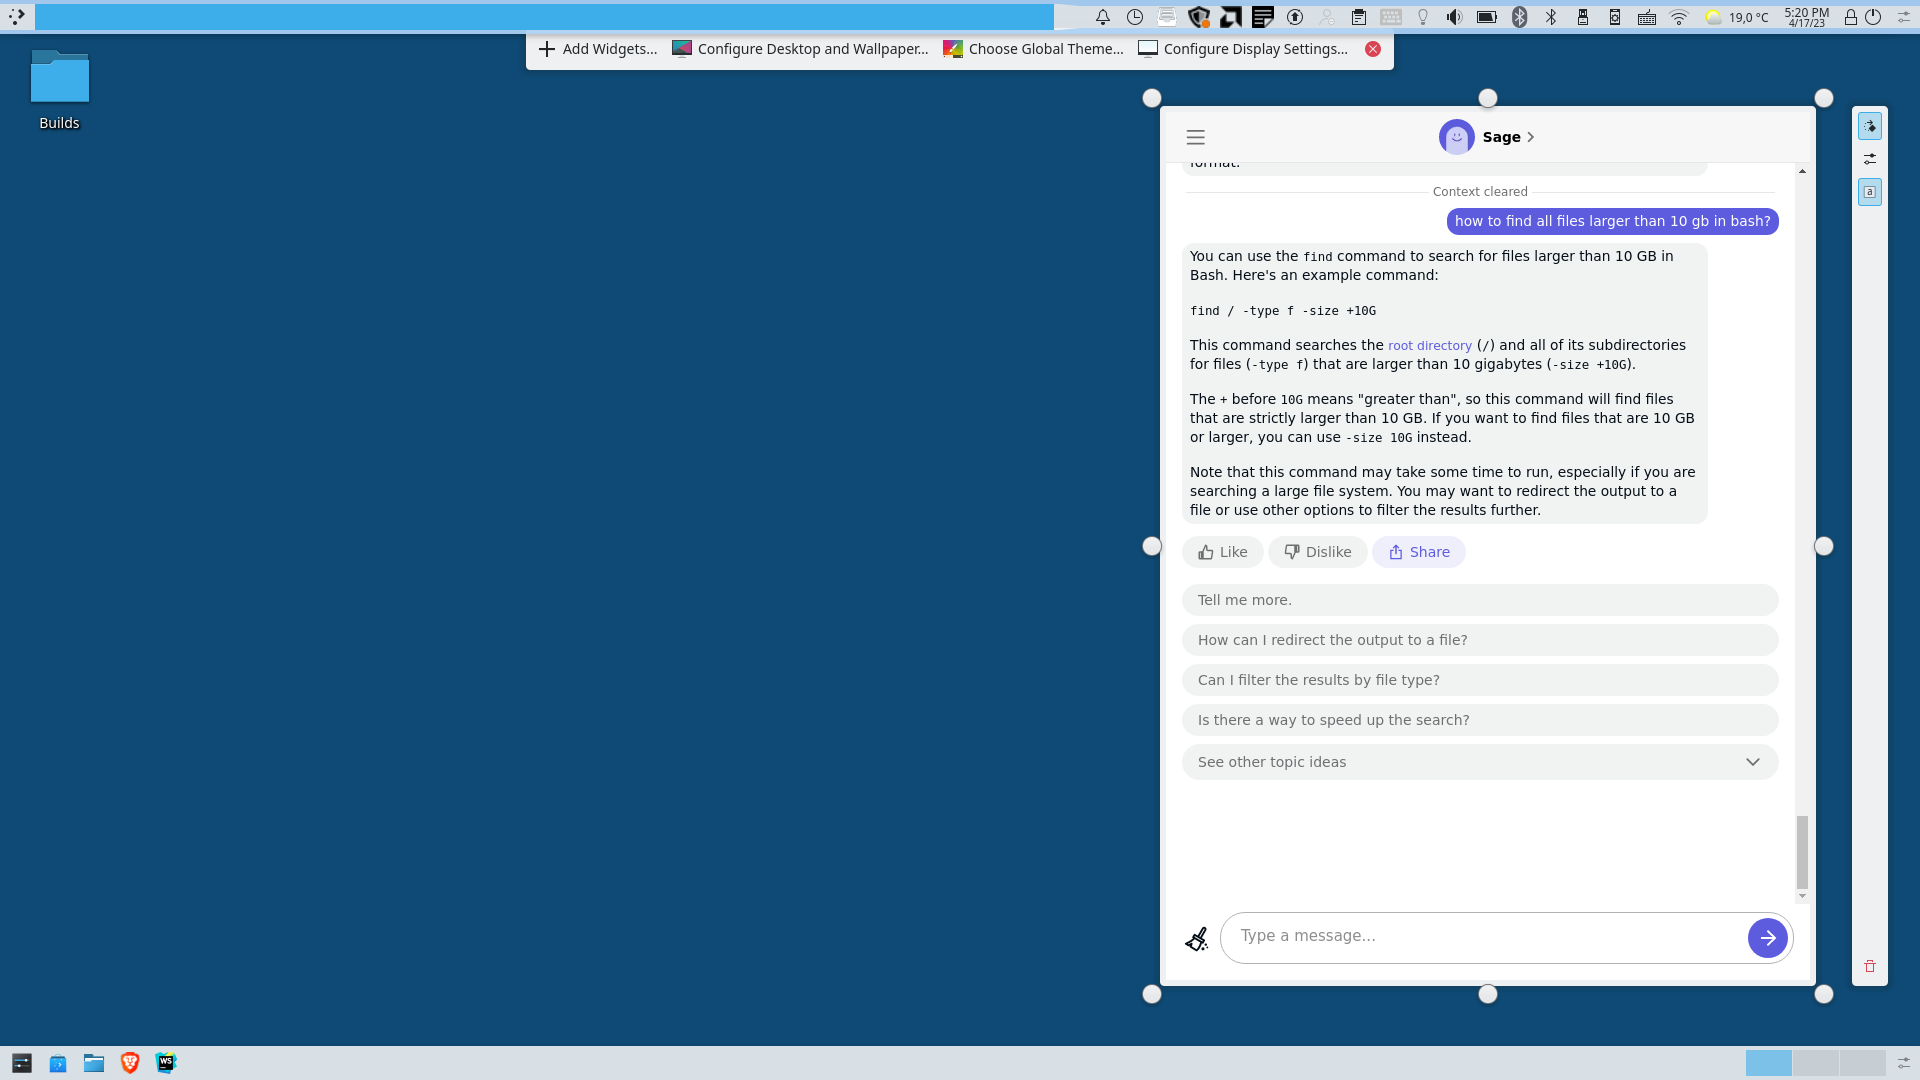 19,0 °C
5:20 PM
4/17/23
Add Widgets...
Configure Desktop and Wallpaper...
Choose Global Theme...
Configure Display Settings...
Builds
Sage
format.
Context cleared
how to find all files larger than 10 gb in bash?
You can use the find command to search for files larger than 10 GB in
Bash. Here's an example command:
find / -type f -size +10G
This command searches the root directory (/) and all of its subdirectories
for files (-type f) that are larger than 10 gigabytes (-size +10G).
The + before 10G means "greater than", so this command will find files
that are strictly larger than 10 GB. If you want to find files that are 10 GB
or larger, you can use -size 10G instead.
Note that this command may take some time to run, especially if you are
searching a large file system. You may want to redirect the output to a
file or use other options to filter the results further.
Like
Dislike
Share
Tell me more.
How can I redirect the output to a file?
Can I filter the results by file type?
Is there a way to speed up the search?
See other topic ideas
Type a message...
a
WS